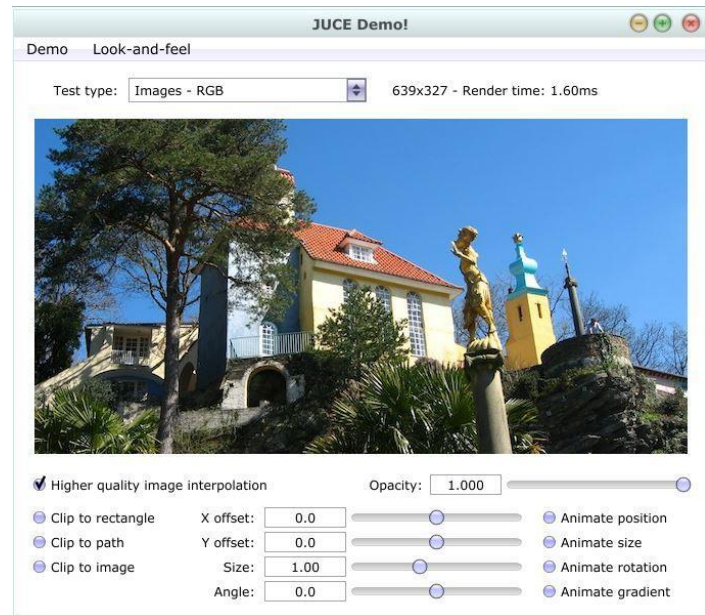 JUCE Demo!
Demo Look-and-feel
Test type: Images - RGB 639x327 - Render time: 1.60ms
Higher quality image interpolation Opacity: 1.000
Clip to rectangle X offset: 0.0 Animate position
Clip to path Y offset: 0.0 Animate size
Clip to image Size: 1.00 Animate rotation
Angle: 0.0 Animate gradient